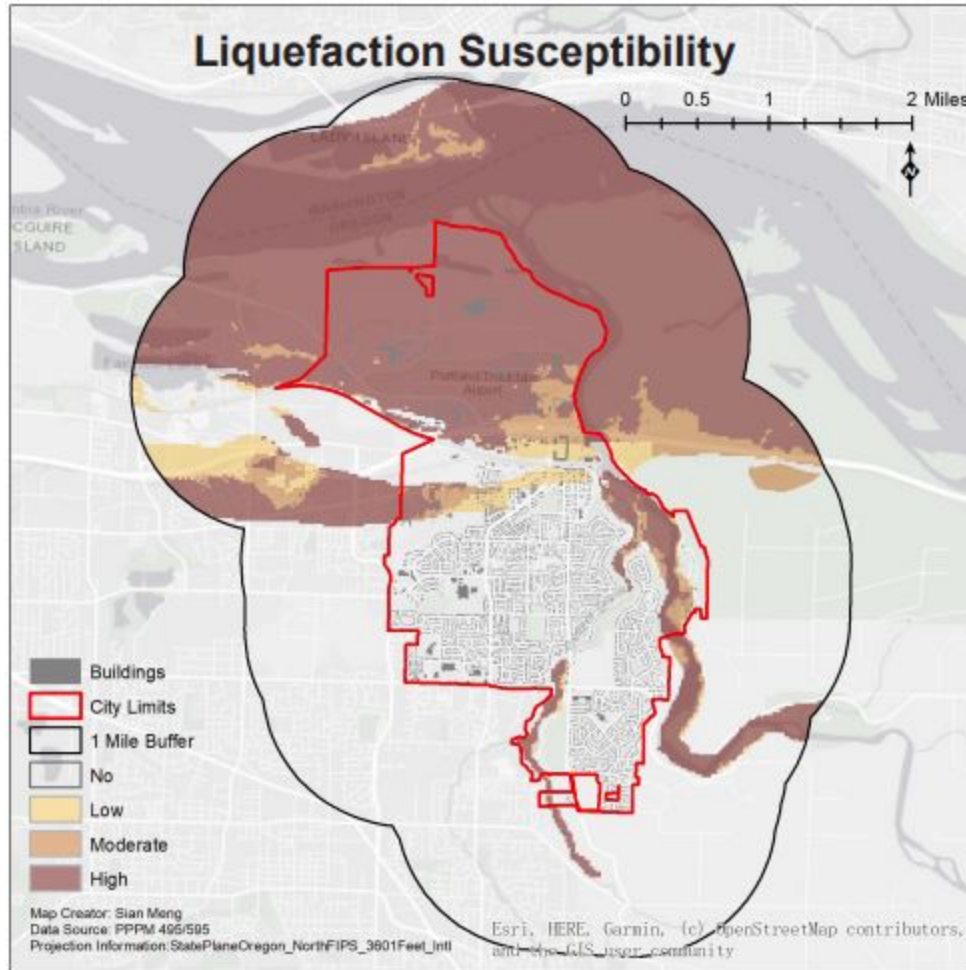 Liquefaction Susceptibility
0 0.5 1 2 Miles
N
LADY ISLAND
WASHINGTON
OREGON
River
ISLAND
Portland Troutdale
Airport
Buildings
City Limits
1 Mile Buffer
No
Low
Moderate
High
Map Creator: Sian Meng
Data Source: PPPM 495/595
Projection Information:StatePlaneOregon_NorthFIPS_3601Feet_Intl
Esri, HERE, Garmin, (c) OpenStreetMap contributors,
and the GIS user community